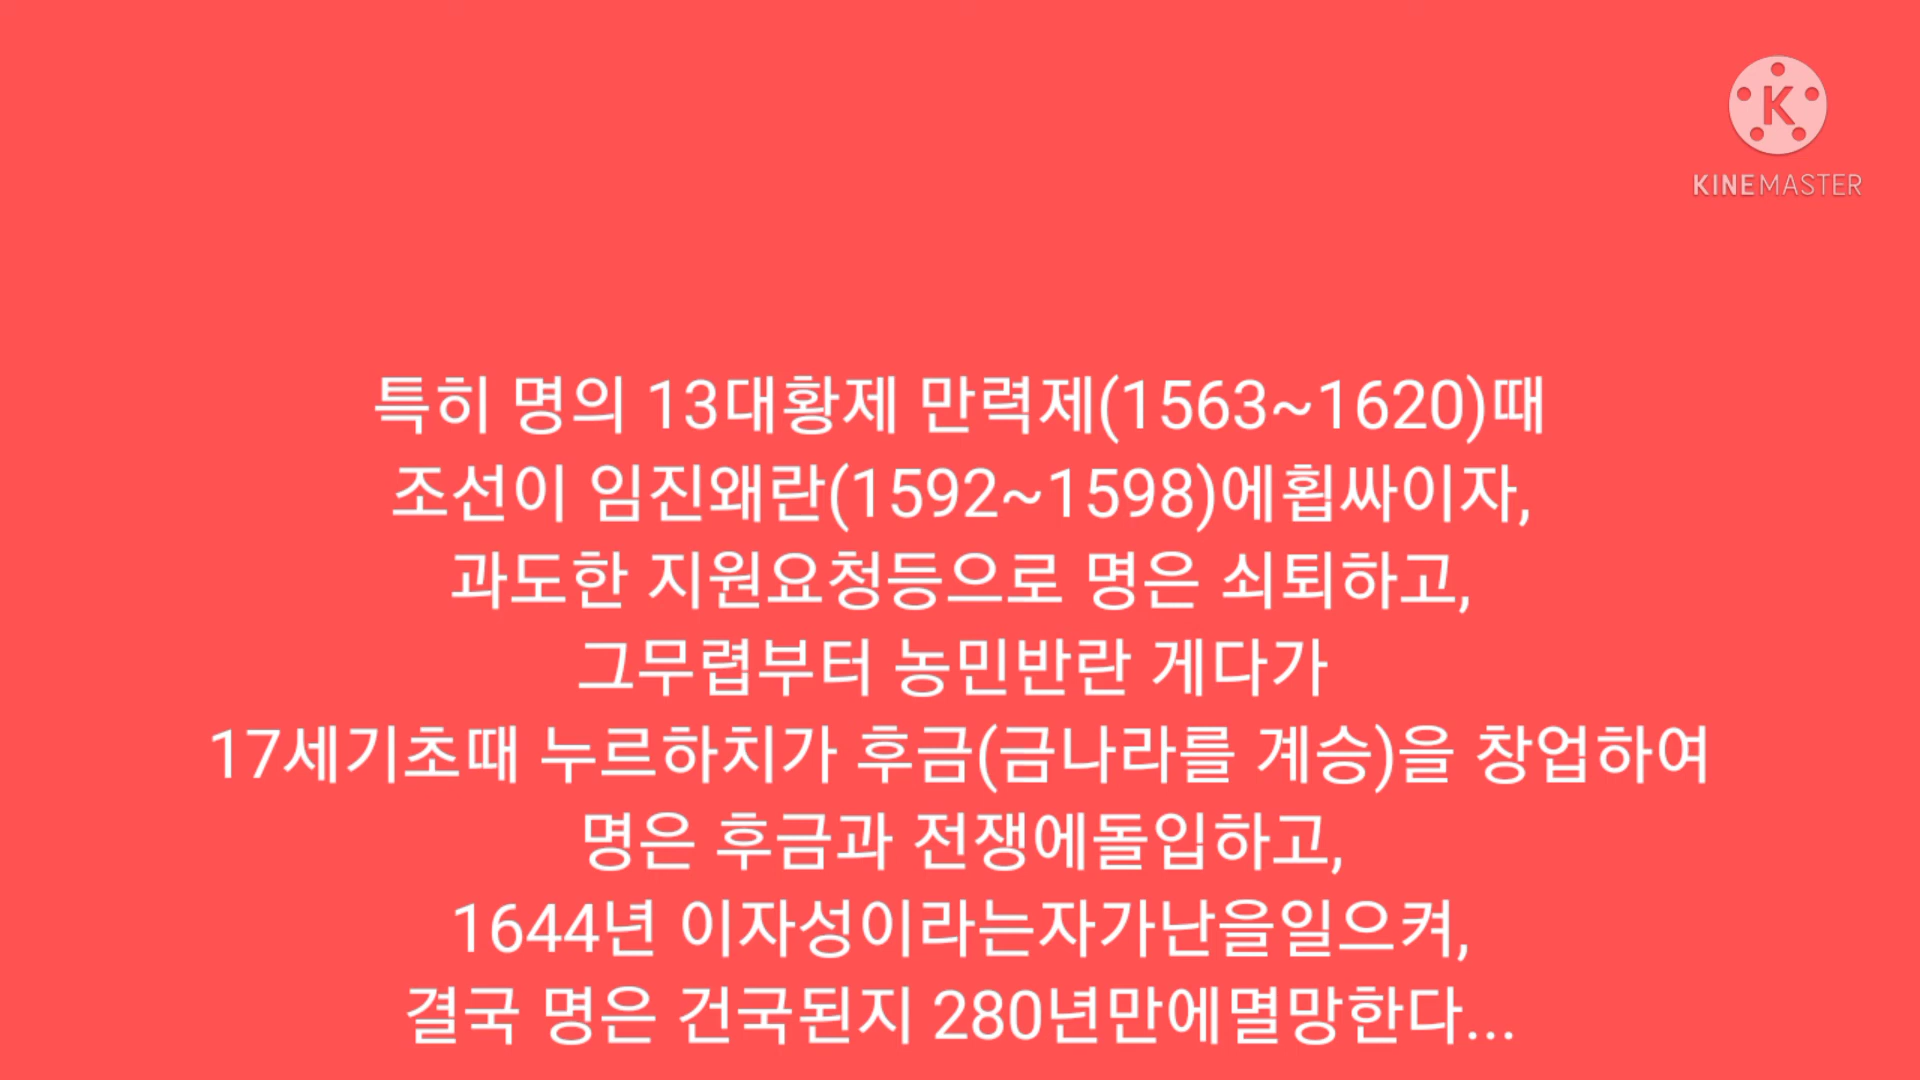 KINEMASTER
특히 명의 13대황제 만력제(1563~1620)때
조선이 임진왜란(1592~1598)에횝싸이자,
과도한 지원요청등으로 명은 쇠퇴하고,
그무렵부터 농민반란 게다가
17세기초때 누르하치가 후금(금나라를 계승)을 창업하여
명은 후금과 전쟁에돌입하고,
1644년 이자성이라는자가난을일으켜,
결국 명은 건국된지 280년만에멸망한다...